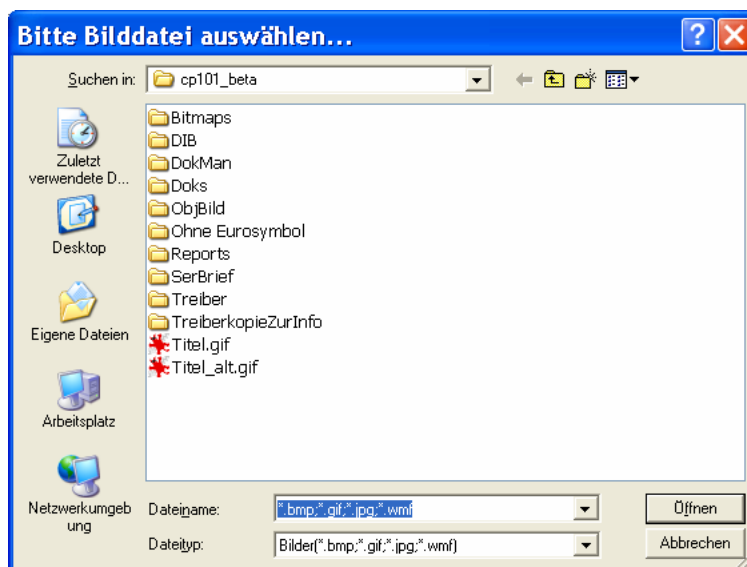 Bitte Bilddatei auswählen...
Suchen in:
cp101_beta
Zuletzt
verwendete D...
Desktop
Eigene Dateien
Arbeitsplatz
Netzwerkumgeb
ung
Bitmaps
DIB
DokMan
Doks
ObjBild
Ohne Eurosymbol
Reports
SerBrief
Treiber
TreiberkopieZurInfo
Titel.gif
Titel_alt.gif
Dateiname:
*.bmp;*.gif;*.jpg;*.wmf
Öffnen
Dateityp:
Bilder(*.bmp;*.gif;*.jpg;*.wmf)
Abbrechen